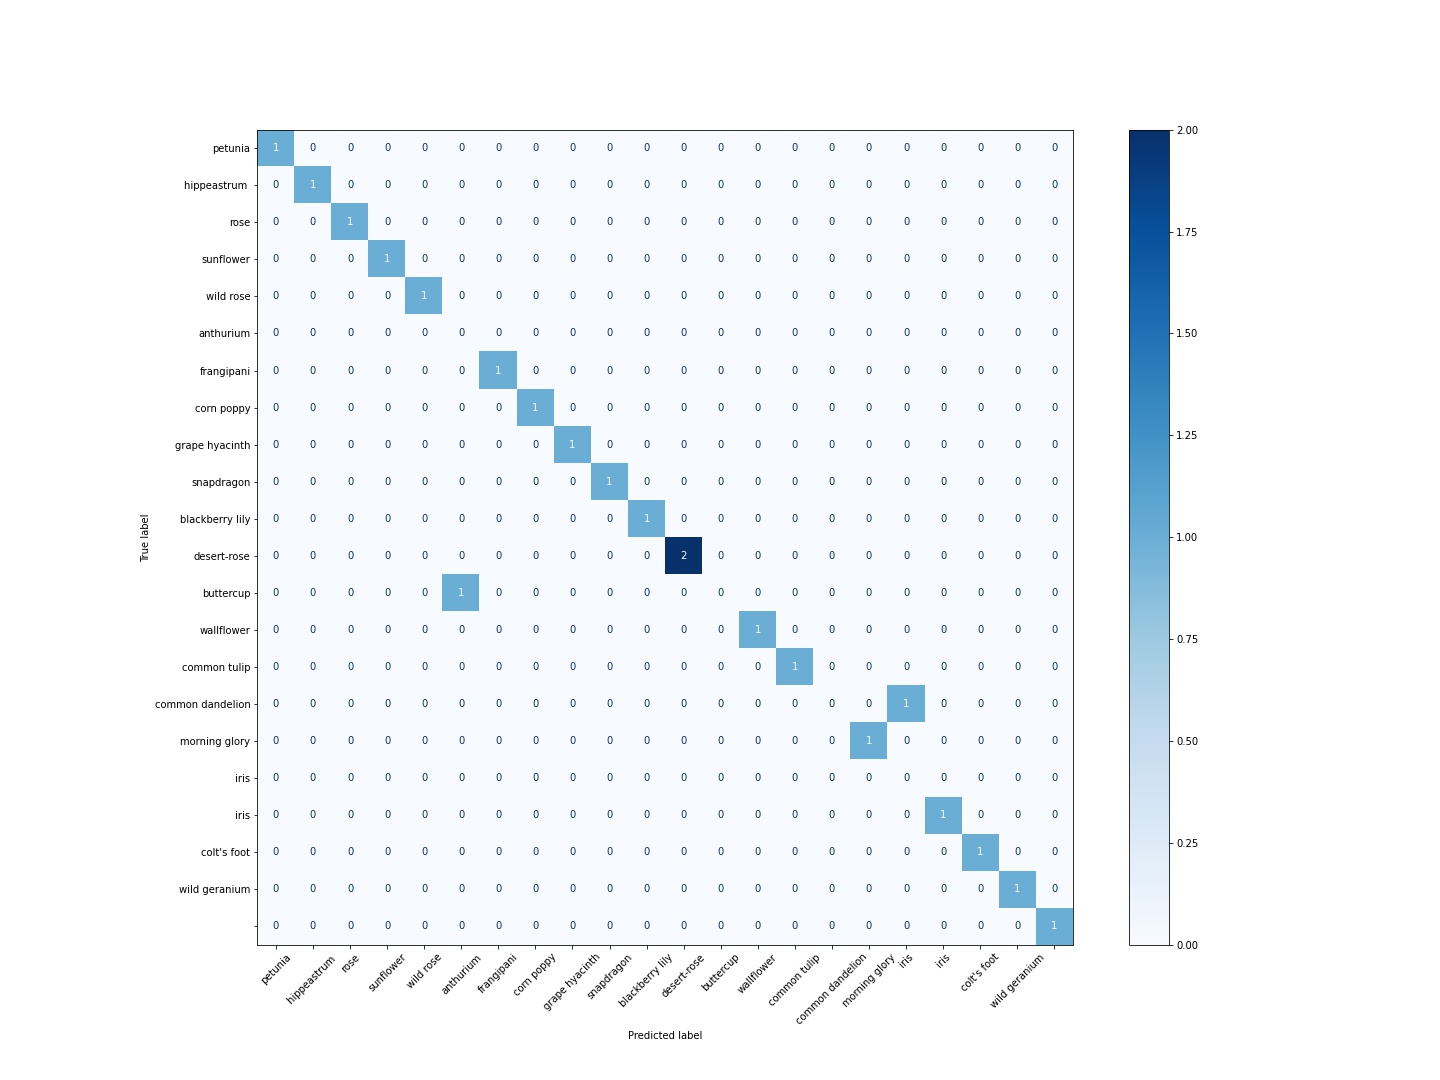 petunia 1 0 0 0 0 0 0 0 0 0 0 0 0 0 0 0 0 0 0 0 0 0 2.00
hippeastrum 0 1 0 0 0 0 0 0 0 0 0 0 0 0 0 0 0 0 0 0 0 0
rose 0 0 1 0 0 0 0 0 0 0 0 0 0 0 0 0 0 0 0 0 0 0 1.75
sunflower 0 0 0 1 0 0 0 0 0 0 0 0 0 0 0 0 0 0 0 0 0 0
wild rose 0 0 0 0 1 0 0 0 0 0 0 0 0 0 0 0 0 0 0 0 0 0
anthurium 0 0 0 0 0 0 0 0 0 0 0 0 0 0 0 0 0 0 0 0 0 0 1.50
frangipani 0 0 0 0 0 0 1 0 0 0 0 0 0 0 0 0 0 0 0 0 0 0
corn poppy 0 0 0 0 0 0 0 1 0 0 0 0 0 0 0 0 0 0 0 0 0 0
grape hyacinth 0 0 0 0 0 0 0 0 1 0 0 0 0 0 0 0 0 0 0 0 0 0 1.25
snapdragon 0 0 0 0 0 0 0 0 0 1 0 0 0 0 0 0 0 0 0 0 0 0
blackberry lily 0 0 0 0 0 0 0 0 0 0 1 0 0 0 0 0 0 0 0 0 0 0
True label
desert-rose 0 0 0 0 0 0 0 0 0 0 0 2 0 0 0 0 0 0 0 0 0 0 1.00
buttercup 0 0 0 0 0 1 0 0 0 0 0 0 0 0 0 0 0 0 0 0 0 0
wallflower 0 0 0 0 0 0 0 0 0 0 0 0 0 1 0 0 0 0 0 0 0 0 0.75
common tulip 0 0 0 0 0 0 0 0 0 0 0 0 0 0 1 0 0 0 0 0 0 0
common dandelion 0 0 0 0 0 0 0 0 0 0 0 0 0 0 0 0 0 1 0 0 0 0
morning glory 0 0 0 0 0 0 0 0 0 0 0 0 0 0 0 0 1 0 0 0 0 0 0.50
iris 0 0 0 0 0 0 0 0 0 0 0 0 0 0 0 0 0 0 0 0 0 0
iris 0 0 0 0 0 0 0 0 0 0 0 0 0 0 0 0 0 0 1 0 0 0
colt's foot 0 0 0 0 0 0 0 0 0 0 0 0 0 0 0 0 0 0 0 1 0 0 0.25
wild geranium 0 0 0 0 0 0 0 0 0 0 0 0 0 0 0 0 0 0 0 0 1 0
0 0 0 0 0 0 0 0 0 0 0 0 0 0 0 0 0 0 0 0 0 1 0.00
petunia
hippeastrum
rose
sunflower
wild rose
anthurium
frangipani
corn poppy
grape hyacinth
snapdragon
blackberry lily
desert-rose
buttercup
wallflower
common tulip
common dandelion
morning glory
iris
iris
colt's foot
wild geranium
Predicted label